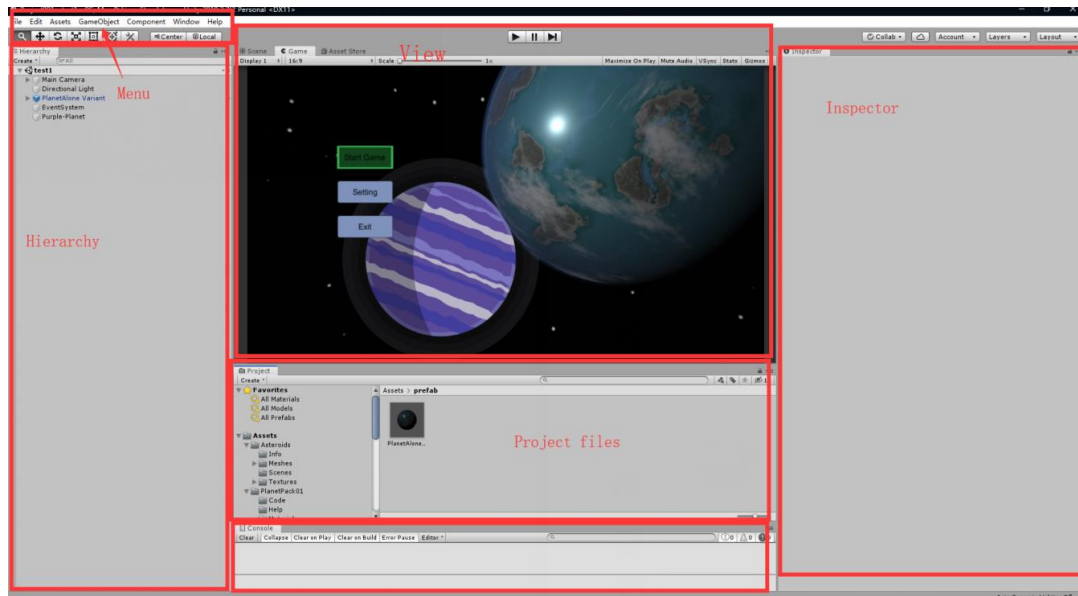 Personal <DX11>
File Edit Assets GameObject Component Window Help
Center Local
Collab Account Layers Layout
Hierarchy
Create All
test1
Main Camera
Directional Light
PlanetAlone Variant
EventSystem
Purple-Planet
Menu
Hierarchy
Scene Game Asset Store
View
Display 1 16:9 Scale 1x Maximize On Play Mute Audio VSync Stats Gizmos
Start Game
Setting
Exit
Inspector
Inspector
Project
Create
Favorites
All Materials
All Models
All Prefabs
Assets
Asteroids
Info
Meshes
Scenes
Textures
PlanetPack01
Code
Help
Assets > prefab
PlanetAlone..
Project files
Console
Clear Collapse Clear on Play Clear on Build Error Pause Editor 0 0